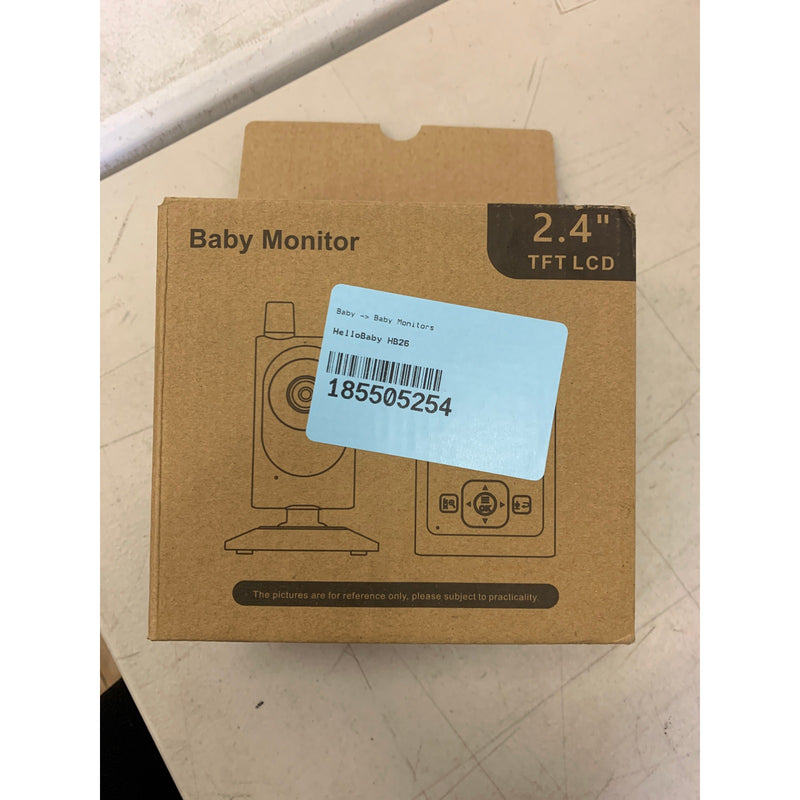 Baby Monitor
2.4"
TFT LCD
Baby -> Baby Monitors
HelloBaby HB26
185505254
OK
The pictures are for reference only, please subject to practicality.